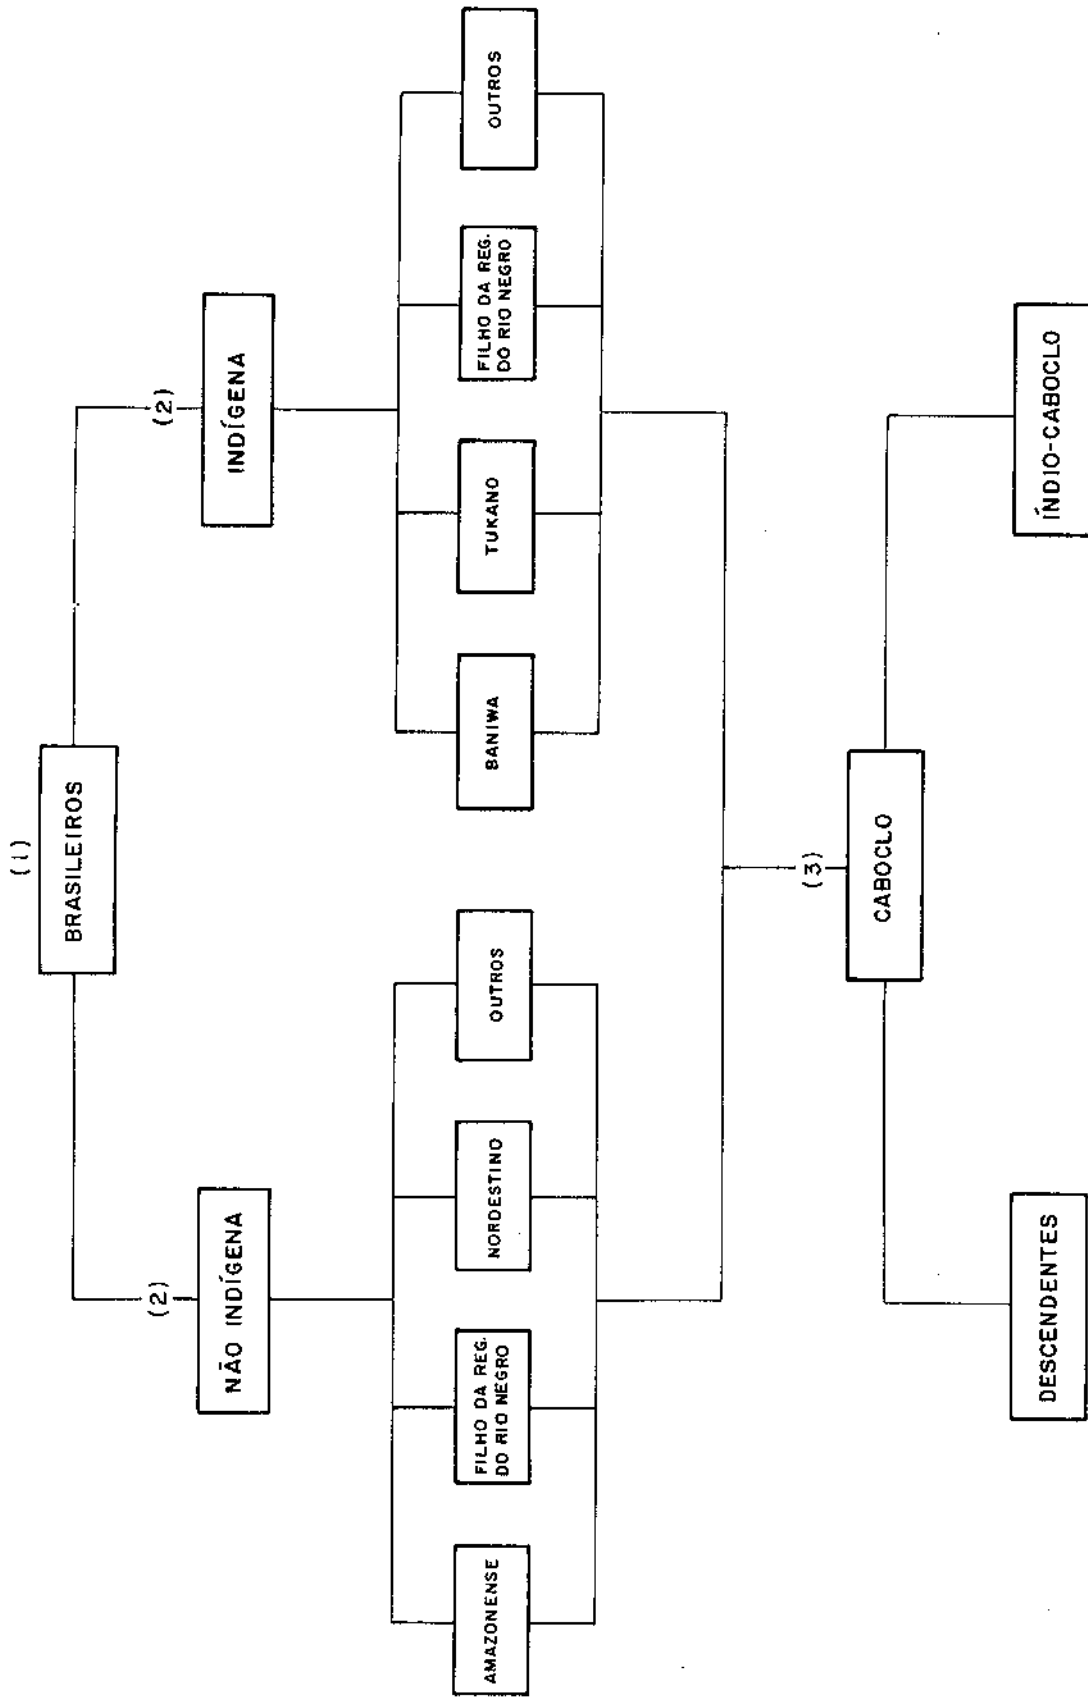 (1)
BRASILEIROS
(2)
NÃO INDÍGENA
(2)
INDÍGENA
AMAZONENSE
FILHO DA REG.
DO RIO NEGRO
NORDESTINO
OUTROS
BANIWA
TUKANO
FILHO DA REG.
DO RIO NEGRO
OUTROS
(3)
CABOCLO
DESCENDENTES
ÍNDIO-CABOCLO